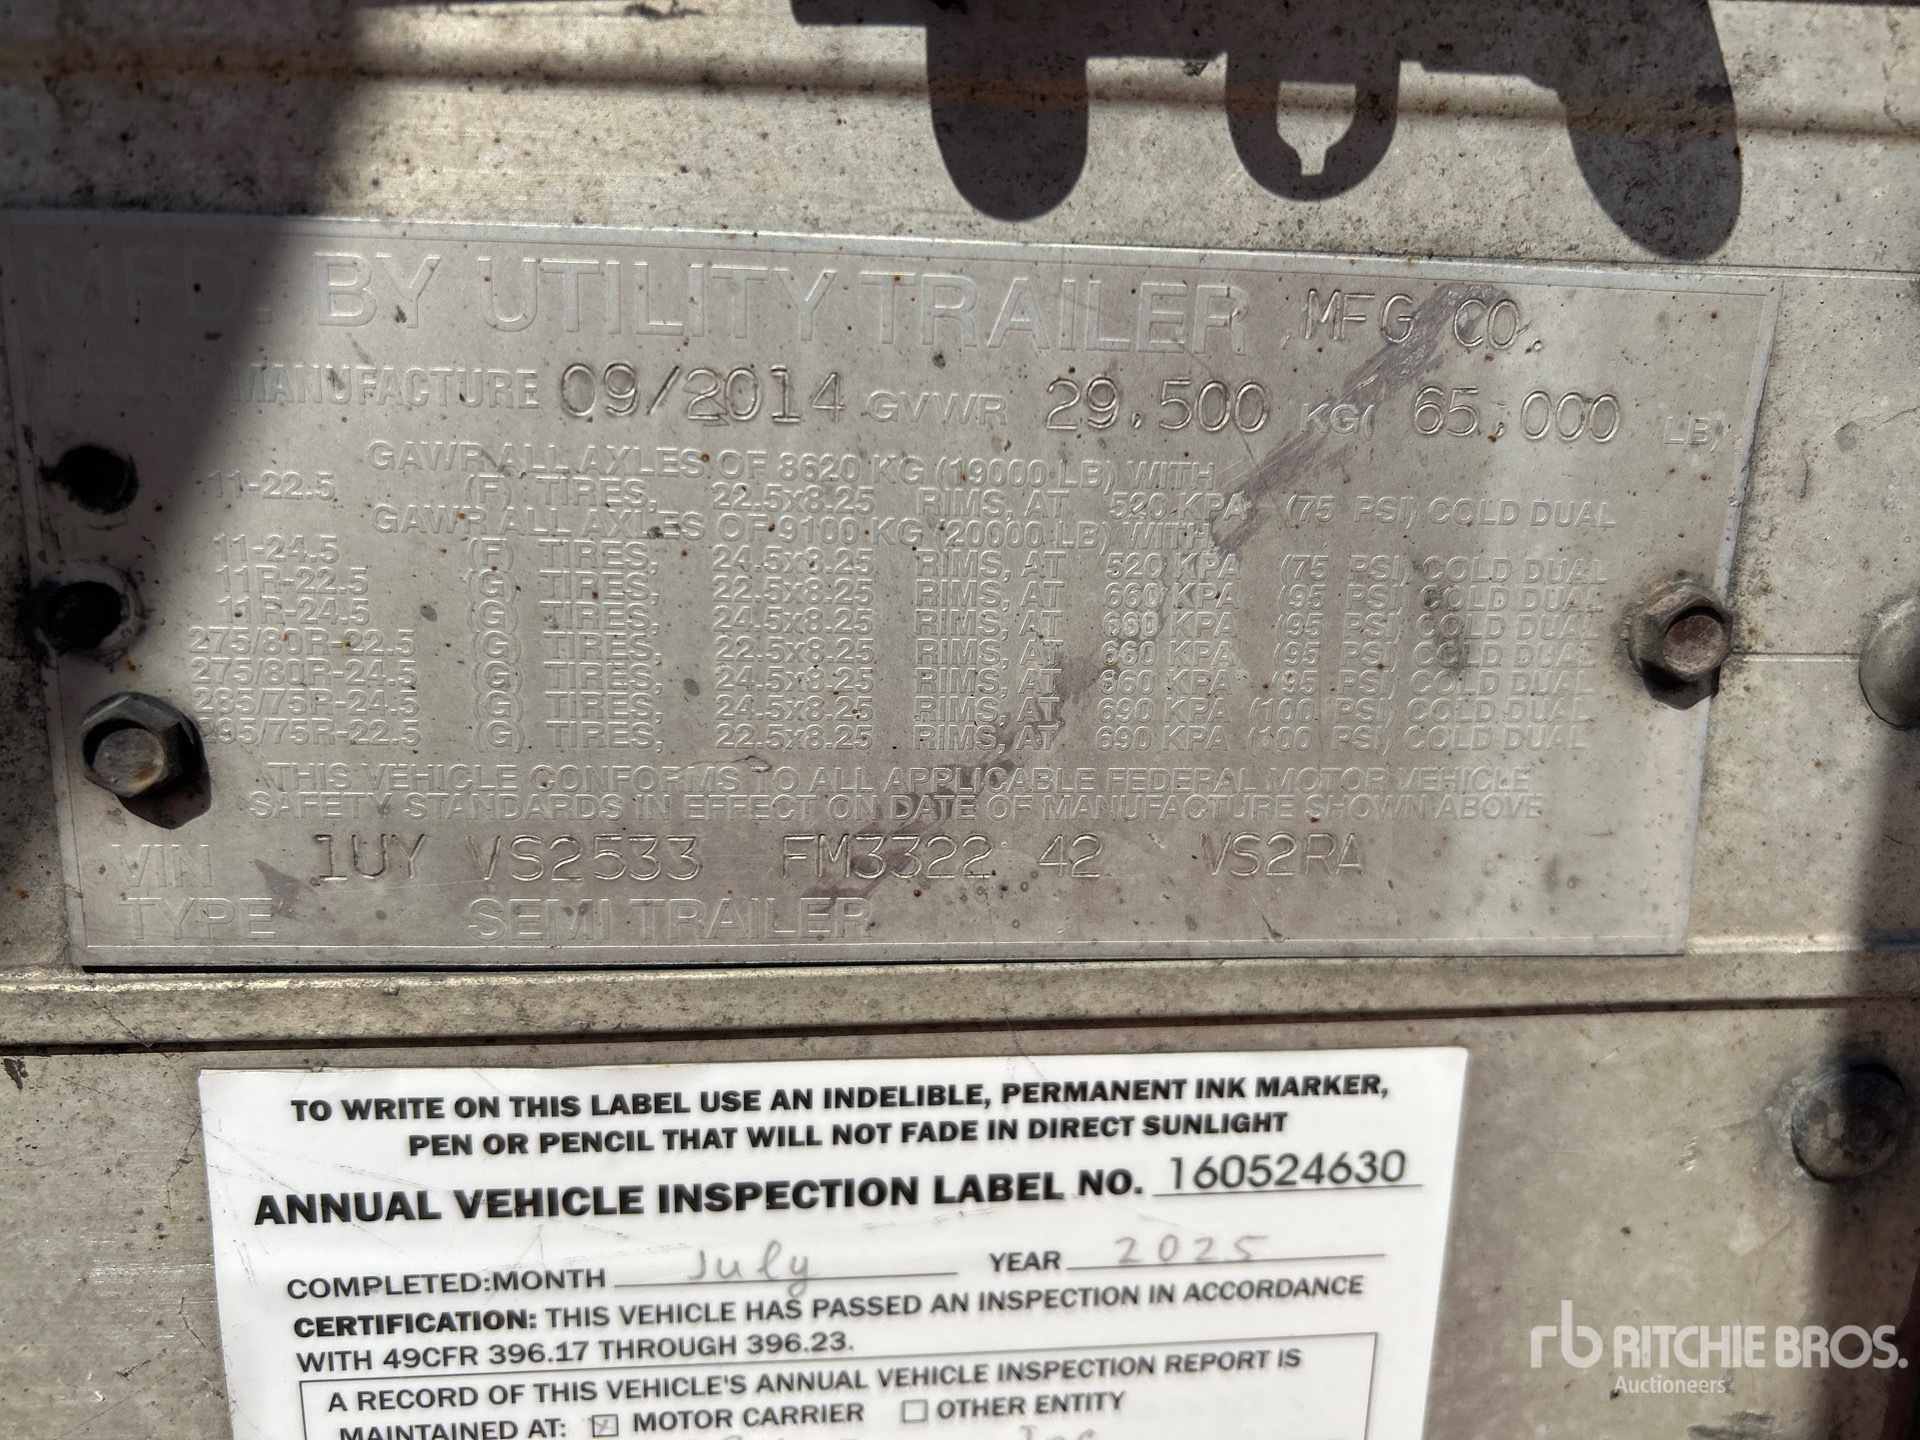 MFD. BY UTILITY TRAILER MFG CO.
DATE OF MANUFACTURE 09/2014 GVWR 29,500 KG( 65,000 LB)
GAWR ALL AXLES OF 8620 KG (19000 LB) WITH
11-22.5 (F) TIRES, 22.5x8.25 RIMS, AT 520 KPA (75 PSI) COLD DUAL
GAWR ALL AXLES OF 9100 KG (20000 LB) WITH
11-24.5 (F) TIRES, 24.5x8.25 RIMS, AT 520 KPA (75 PSI) COLD DUAL
11R-22.5 (G) TIRES, 22.5x8.25 RIMS, AT 660 KPA (95 PSI) COLD DUAL
11R-24.5 (G) TIRES, 24.5x8.25 RIMS, AT 660 KPA (95 PSI) COLD DUAL
275/80R-22.5 (G) TIRES, 22.5x8.25 RIMS, AT 660 KPA (95 PSI) COLD DUAL
275/80R-24.5 (G) TIRES, 24.5x8.25 RIMS, AT 660 KPA (95 PSI) COLD DUAL
285/75R-24.5 (G) TIRES, 24.5x8.25 RIMS, AT 690 KPA (100 PSI) COLD DUAL
295/75R-22.5 (G) TIRES, 22.5x8.25 RIMS, AT 690 KPA (100 PSI) COLD DUAL
THIS VEHICLE CONFORMS TO ALL APPLICABLE FEDERAL MOTOR VEHICLE
SAFETY STANDARDS IN EFFECT ON DATE OF MANUFACTURE SHOWN ABOVE
VIN 1UY VS2533 FM3322 42 VS2RA
TYPE SEMI TRAILER
TO WRITE ON THIS LABEL USE AN INDELIBLE, PERMANENT INK MARKER,
PEN OR PENCIL THAT WILL NOT FADE IN DIRECT SUNLIGHT
ANNUAL VEHICLE INSPECTION LABEL NO. 160524630
COMPLETED:MONTH July YEAR 2025
CERTIFICATION: THIS VEHICLE HAS PASSED AN INSPECTION IN ACCORDANCE
WITH 49CFR 396.17 THROUGH 396.23.
A RECORD OF THIS VEHICLE'S ANNUAL VEHICLE INSPECTION REPORT IS
MAINTAINED AT: MOTOR CARRIER OTHER ENTITY
rb RITCHIE BROS.
Auctioneers